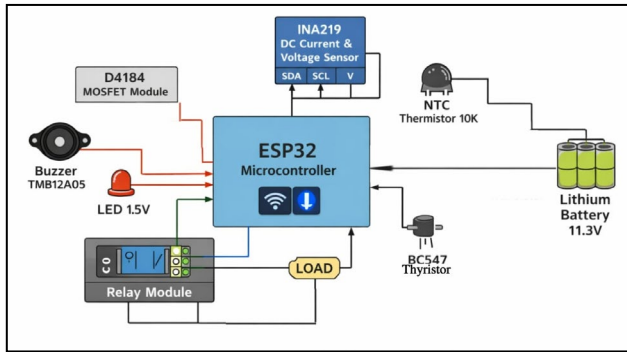 INA219
DC Current &
Voltage Sensor
SDA SCL V
D4184
MOSFET Module
NTC
Thermistor 10K
ESP32
Microcontroller
Buzzer
TMB12A05
LED 1.5V
Lithium
Battery
11.3V
BC547
Thyristor
LOAD
CO
Relay Module